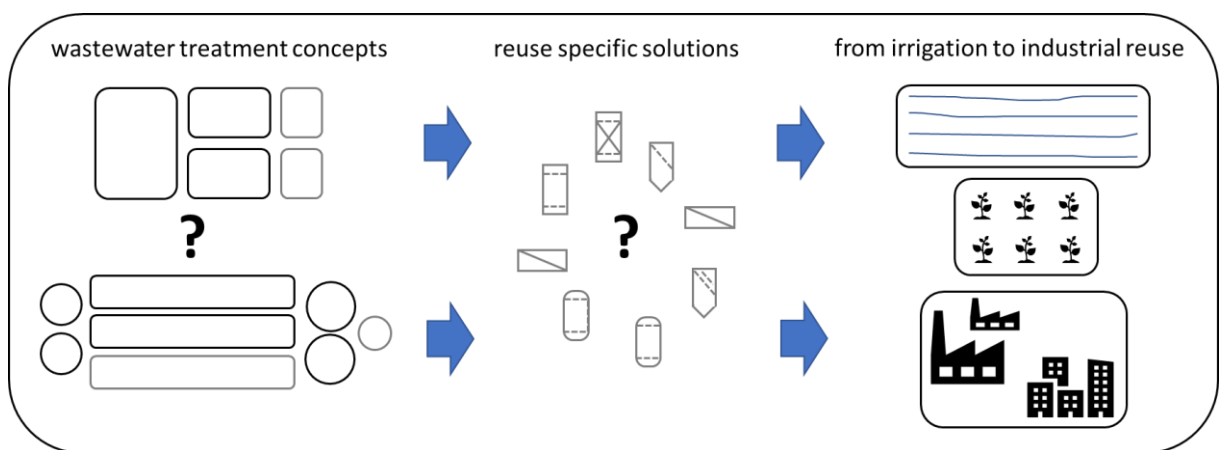 wastewater treatment concepts
reuse specific solutions
from irrigation to industrial reuse
?
?